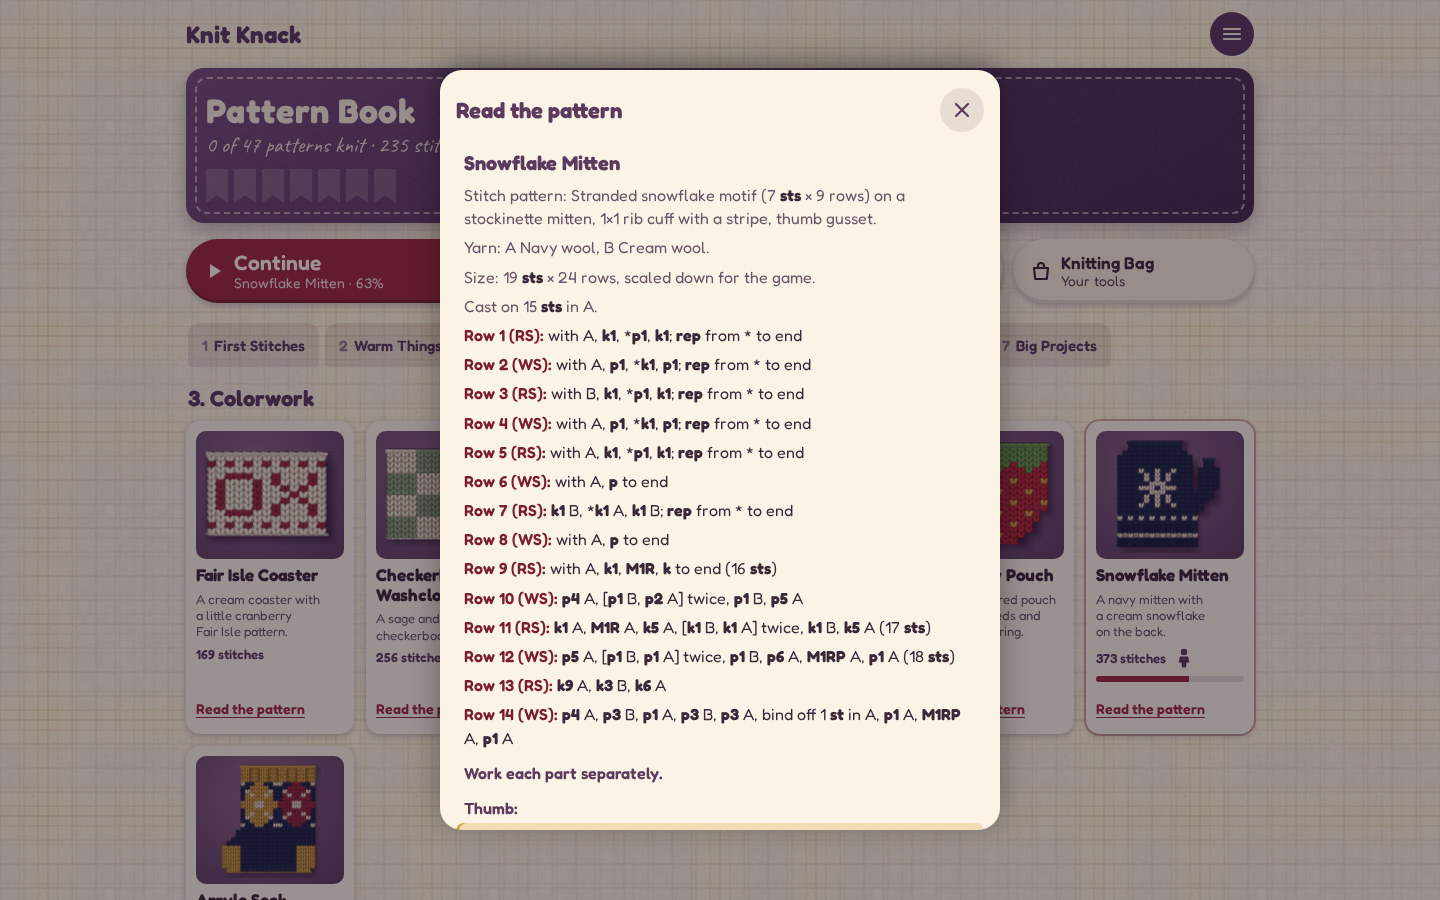 Knit Knack
Pattern Book
0 of 47 patterns knit · 235 stit
Continue
Snowflake Mitten · 63%
Knitting Bag
Your tools
1 First Stitches
2 Warm Things
7 Big Projects
3. Colorwork
Fair Isle Coaster
A cream coaster with
a little cranberry
Fair Isle pattern.
169 stitches
Read the pattern
Checker
Washclo
A sage and
checkerboa
256 stitche
Read the p
y Pouch
red pouch
eds and
ring.
tern
Snowflake Mitten
A navy mitten with
a cream snowflake
on the back.
373 stitches
Read the pattern
Argyle Sock
Read the pattern
Snowflake Mitten
Stitch pattern: Stranded snowflake motif (7 sts × 9 rows) on a
stockinette mitten, 1×1 rib cuff with a stripe, thumb gusset.
Yarn: A Navy wool, B Cream wool.
Size: 19 sts × 24 rows, scaled down for the game.
Cast on 15 sts in A.
Row 1 (RS): with A, k1, *p1, k1; rep from * to end
Row 2 (WS): with A, p1, *k1, p1; rep from * to end
Row 3 (RS): with B, k1, *p1, k1; rep from * to end
Row 4 (WS): with A, p1, *k1, p1; rep from * to end
Row 5 (RS): with A, k1, *p1, k1; rep from * to end
Row 6 (WS): with A, p to end
Row 7 (RS): k1 B, *k1 A, k1 B; rep from * to end
Row 8 (WS): with A, p to end
Row 9 (RS): with A, k1, M1R, k to end (16 sts)
Row 10 (WS): p4 A, [p1 B, p2 A] twice, p1 B, p5 A
Row 11 (RS): k1 A, M1R A, k5 A, [k1 B, k1 A] twice, k1 B, k5 A (17 sts)
Row 12 (WS): p5 A, [p1 B, p1 A] twice, p1 B, p6 A, M1RP A, p1 A (18 sts)
Row 13 (RS): k9 A, k3 B, k6 A
Row 14 (WS): p4 A, p3 B, p1 A, p3 B, p3 A, bind off 1 st in A, p1 A, M1RP
A, p1 A
Work each part separately.
Thumb: